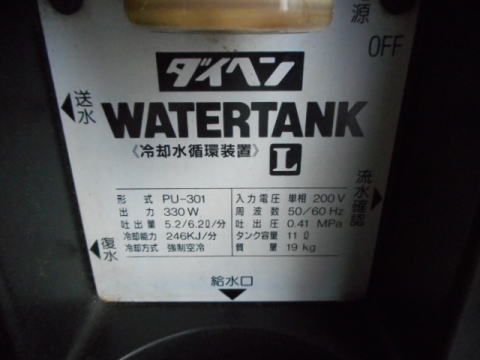 源
OFF
ダイヘン
送水
WATERTANK
《冷却水循環装置》 L
流水確認
形式 PU-301 入力電圧 単相 200V
出力 330W 周波数 50/60 Hz
吐出量 5.2/6.2ℓ/分 吐出圧 0.41 MPa
冷却能力 246KJ/分 タンク容量 11ℓ
冷却方式 強制空冷 質量 19 kg
復水
給水口